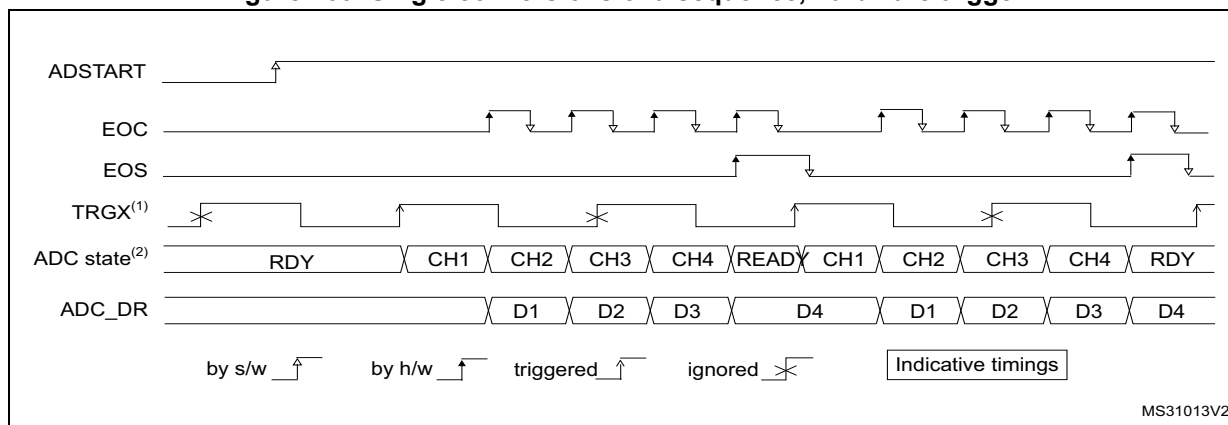 ADSTART
EOC
EOS
TRGX(1)
ADC state(2) RDY CH1 CH2 CH3 CH4 READY CH1 CH2 CH3 CH4 RDY
ADC_DR D1 D2 D3 D4 D1 D2 D3 D4
by s/w by h/w triggered ignored Indicative timings
MS31013V2